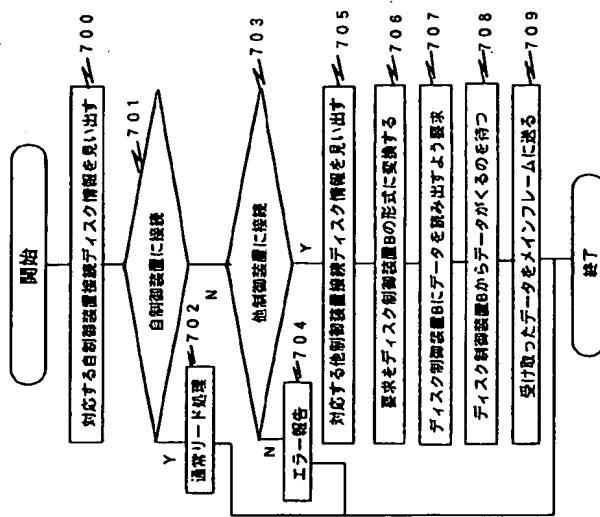 開始
対応する自制御装置接続ディスク情報を見い出す
700
自制御装置に接続
701
Y
N
通常リード処理
702
他制御装置に接続
703
N
Y
エラー報告
704
対応する他制御装置接続ディスク情報を見い出す
705
要求をディスク制御装置Bの形式に変換する
706
ディスク制御装置Bにデータを読み出すよう要求
707
ディスク制御装置Bからデータがくるのを待つ
708
受け取ったデータをメインフレームに送る
709
終了